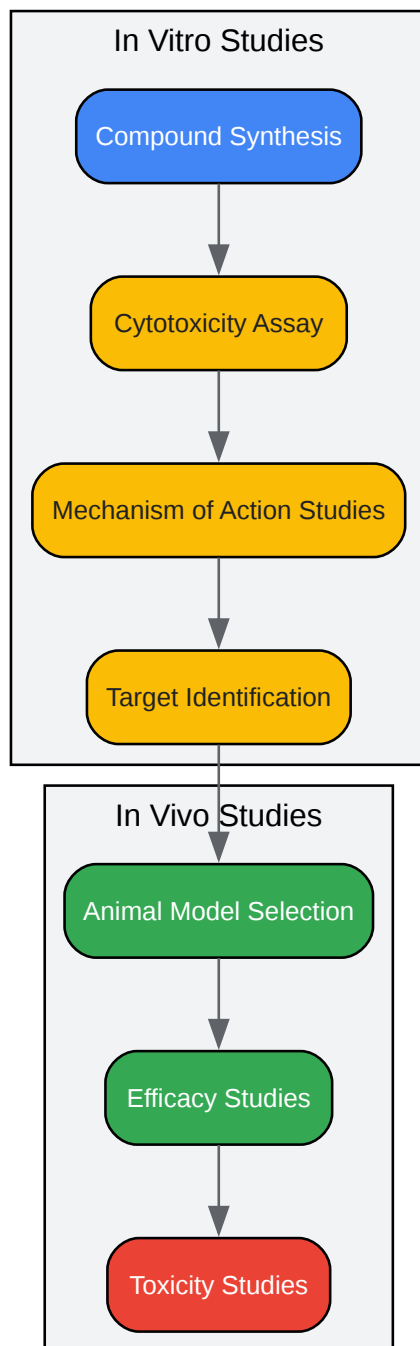 In Vitro Studies
Compound Synthesis
Cytotoxicity Assay
Mechanism of Action Studies
Target Identification
In Vivo Studies
Animal Model Selection
Efficacy Studies
Toxicity Studies